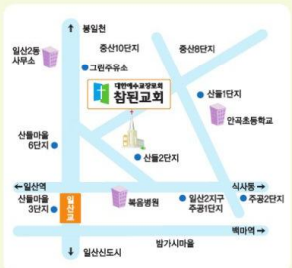 ↑ 봉일천
중산10단지
중산8단지
일산2동
사무소
그린주유소
대한예수교장로회
참된교회
산들1단지
안곡초등학교
산들마을
6단지
산들2단지
←일산역
식사동→
산들마을
3단지
일산교
복음병원
일산2지구
주공1단지
주공2단지
백마역→
밤가시마을
↓ 일산신도시